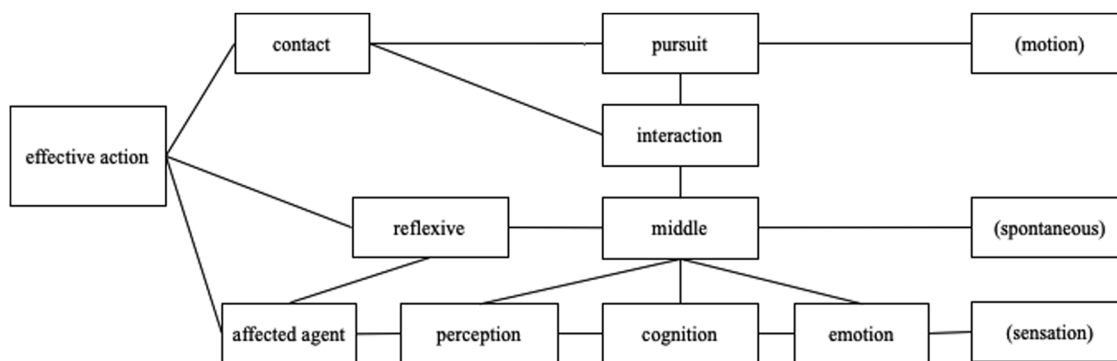 contact
pursuit
(motion)
effective action
interaction
reflexive
middle
(spontaneous)
affected agent
perception
cognition
emotion
(sensation)